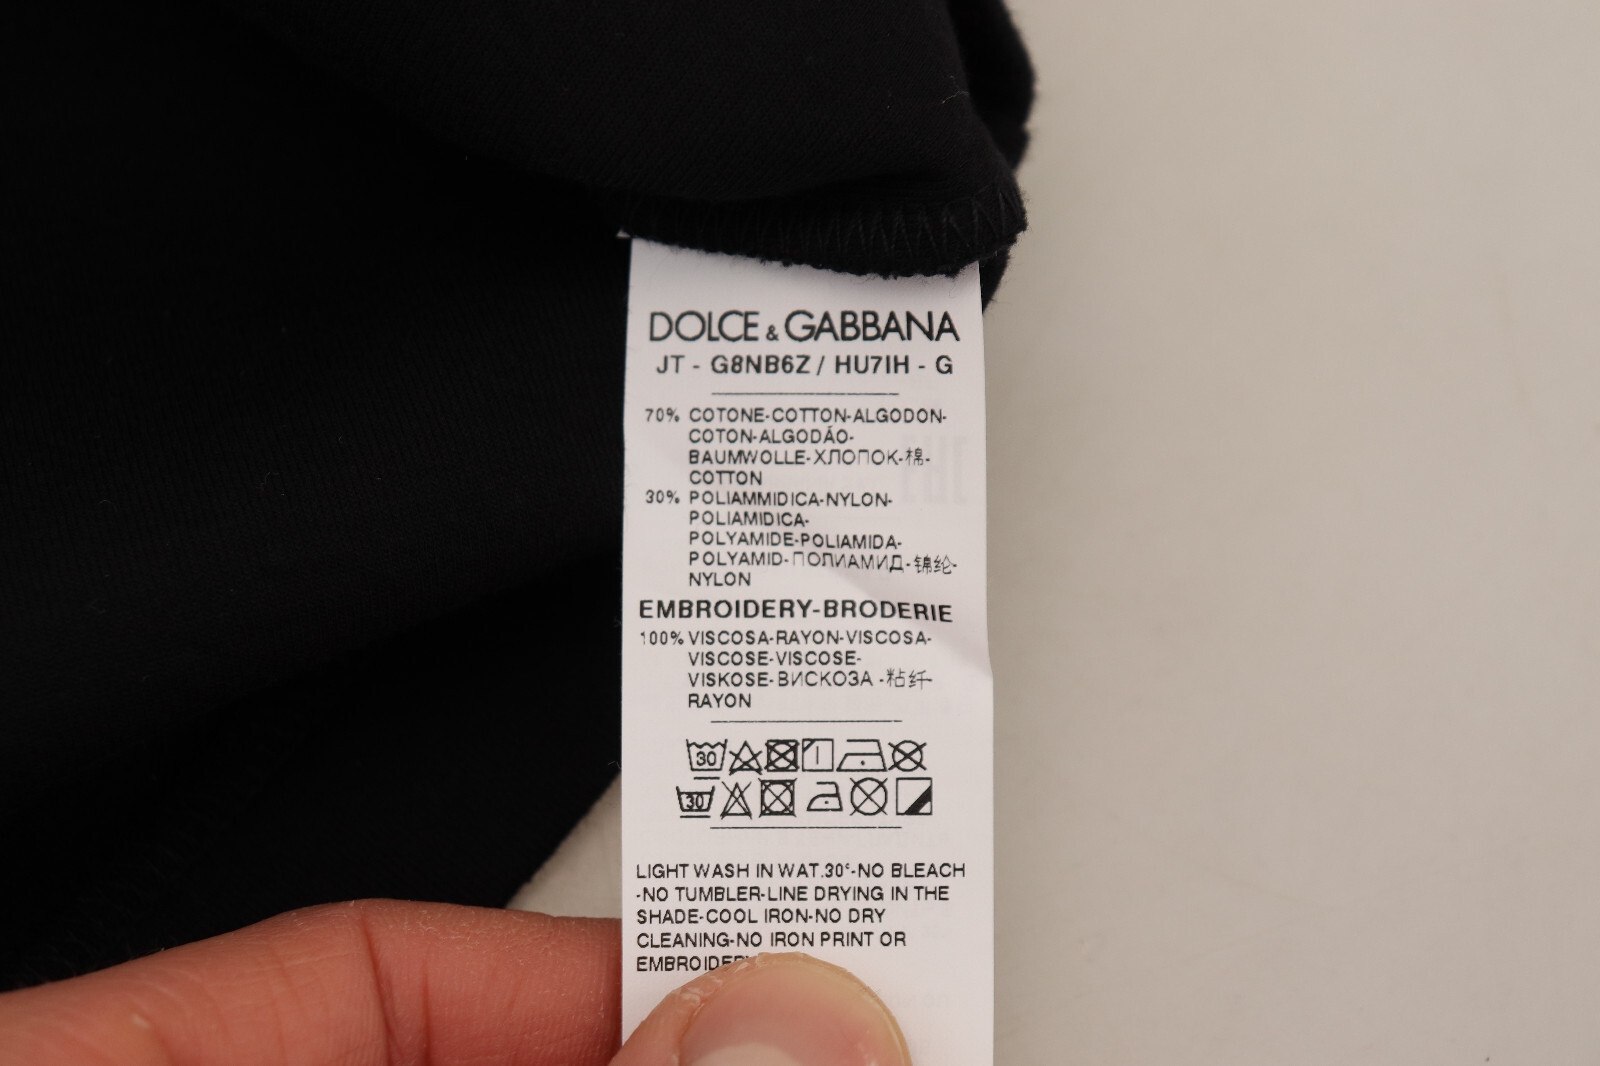 DOLCE & GABBANA
JT - G8NB6Z / HU7IH - G
70% COTONE-COTTON-ALGODON-
COTON-ALGODÃO-
BAUMWOLLE-ХЛОПОК-棉-
COTTON
30% POLIAMMIDICA-NYLON-
POLIAMIDICA-
POLYAMIDE-POLIAMIDA-
POLYAMID-ПОЛИАМИД-锦纶-
NYLON
EMBROIDERY-BRODERIE
100% VISCOSA-RAYON-VISCOSA-
VISCOSE-VISCOSE-
VISKOSE-ВИСКОЗА -粘纤-
RAYON
30
30
LIGHT WASH IN WAT.30°-NO BLEACH
-NO TUMBLER-LINE DRYING IN THE
SHADE-COOL IRON-NO DRY
CLEANING-NO IRON PRINT OR